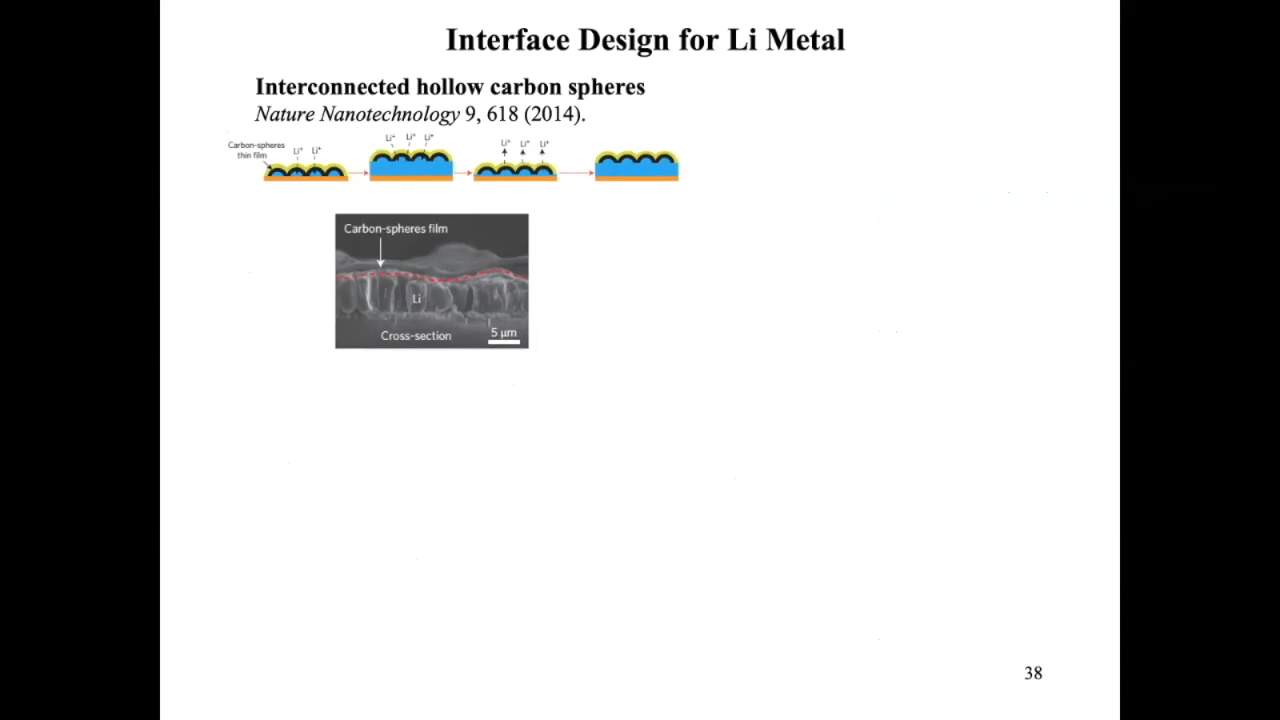 Interface Design for Li Metal
Interconnected hollow carbon spheres
Nature Nanotechnology 9, 618 (2014).
Carbon-spheres
thin film
Li⁺ Li⁺
Li⁺ Li⁺ Li⁺
Li⁺ Li⁺ Li⁺
Carbon-spheres film
Li
Cross-section
5 µm
38